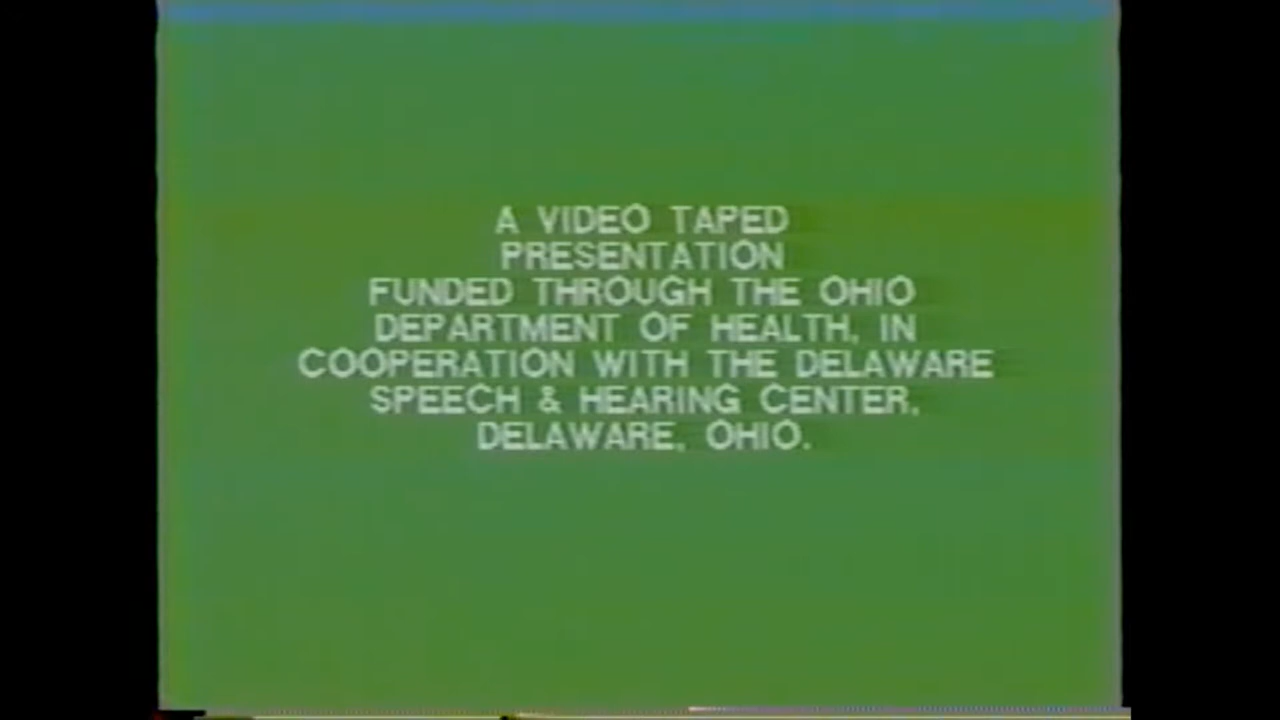 A VIDEO TAPED
PRESENTATION
FUNDED THROUGH THE OHIO
DEPARTMENT OF HEALTH, IN
COOPERATION WITH THE DELAWARE
SPEECH & HEARING CENTER,
DELAWARE, OHIO.